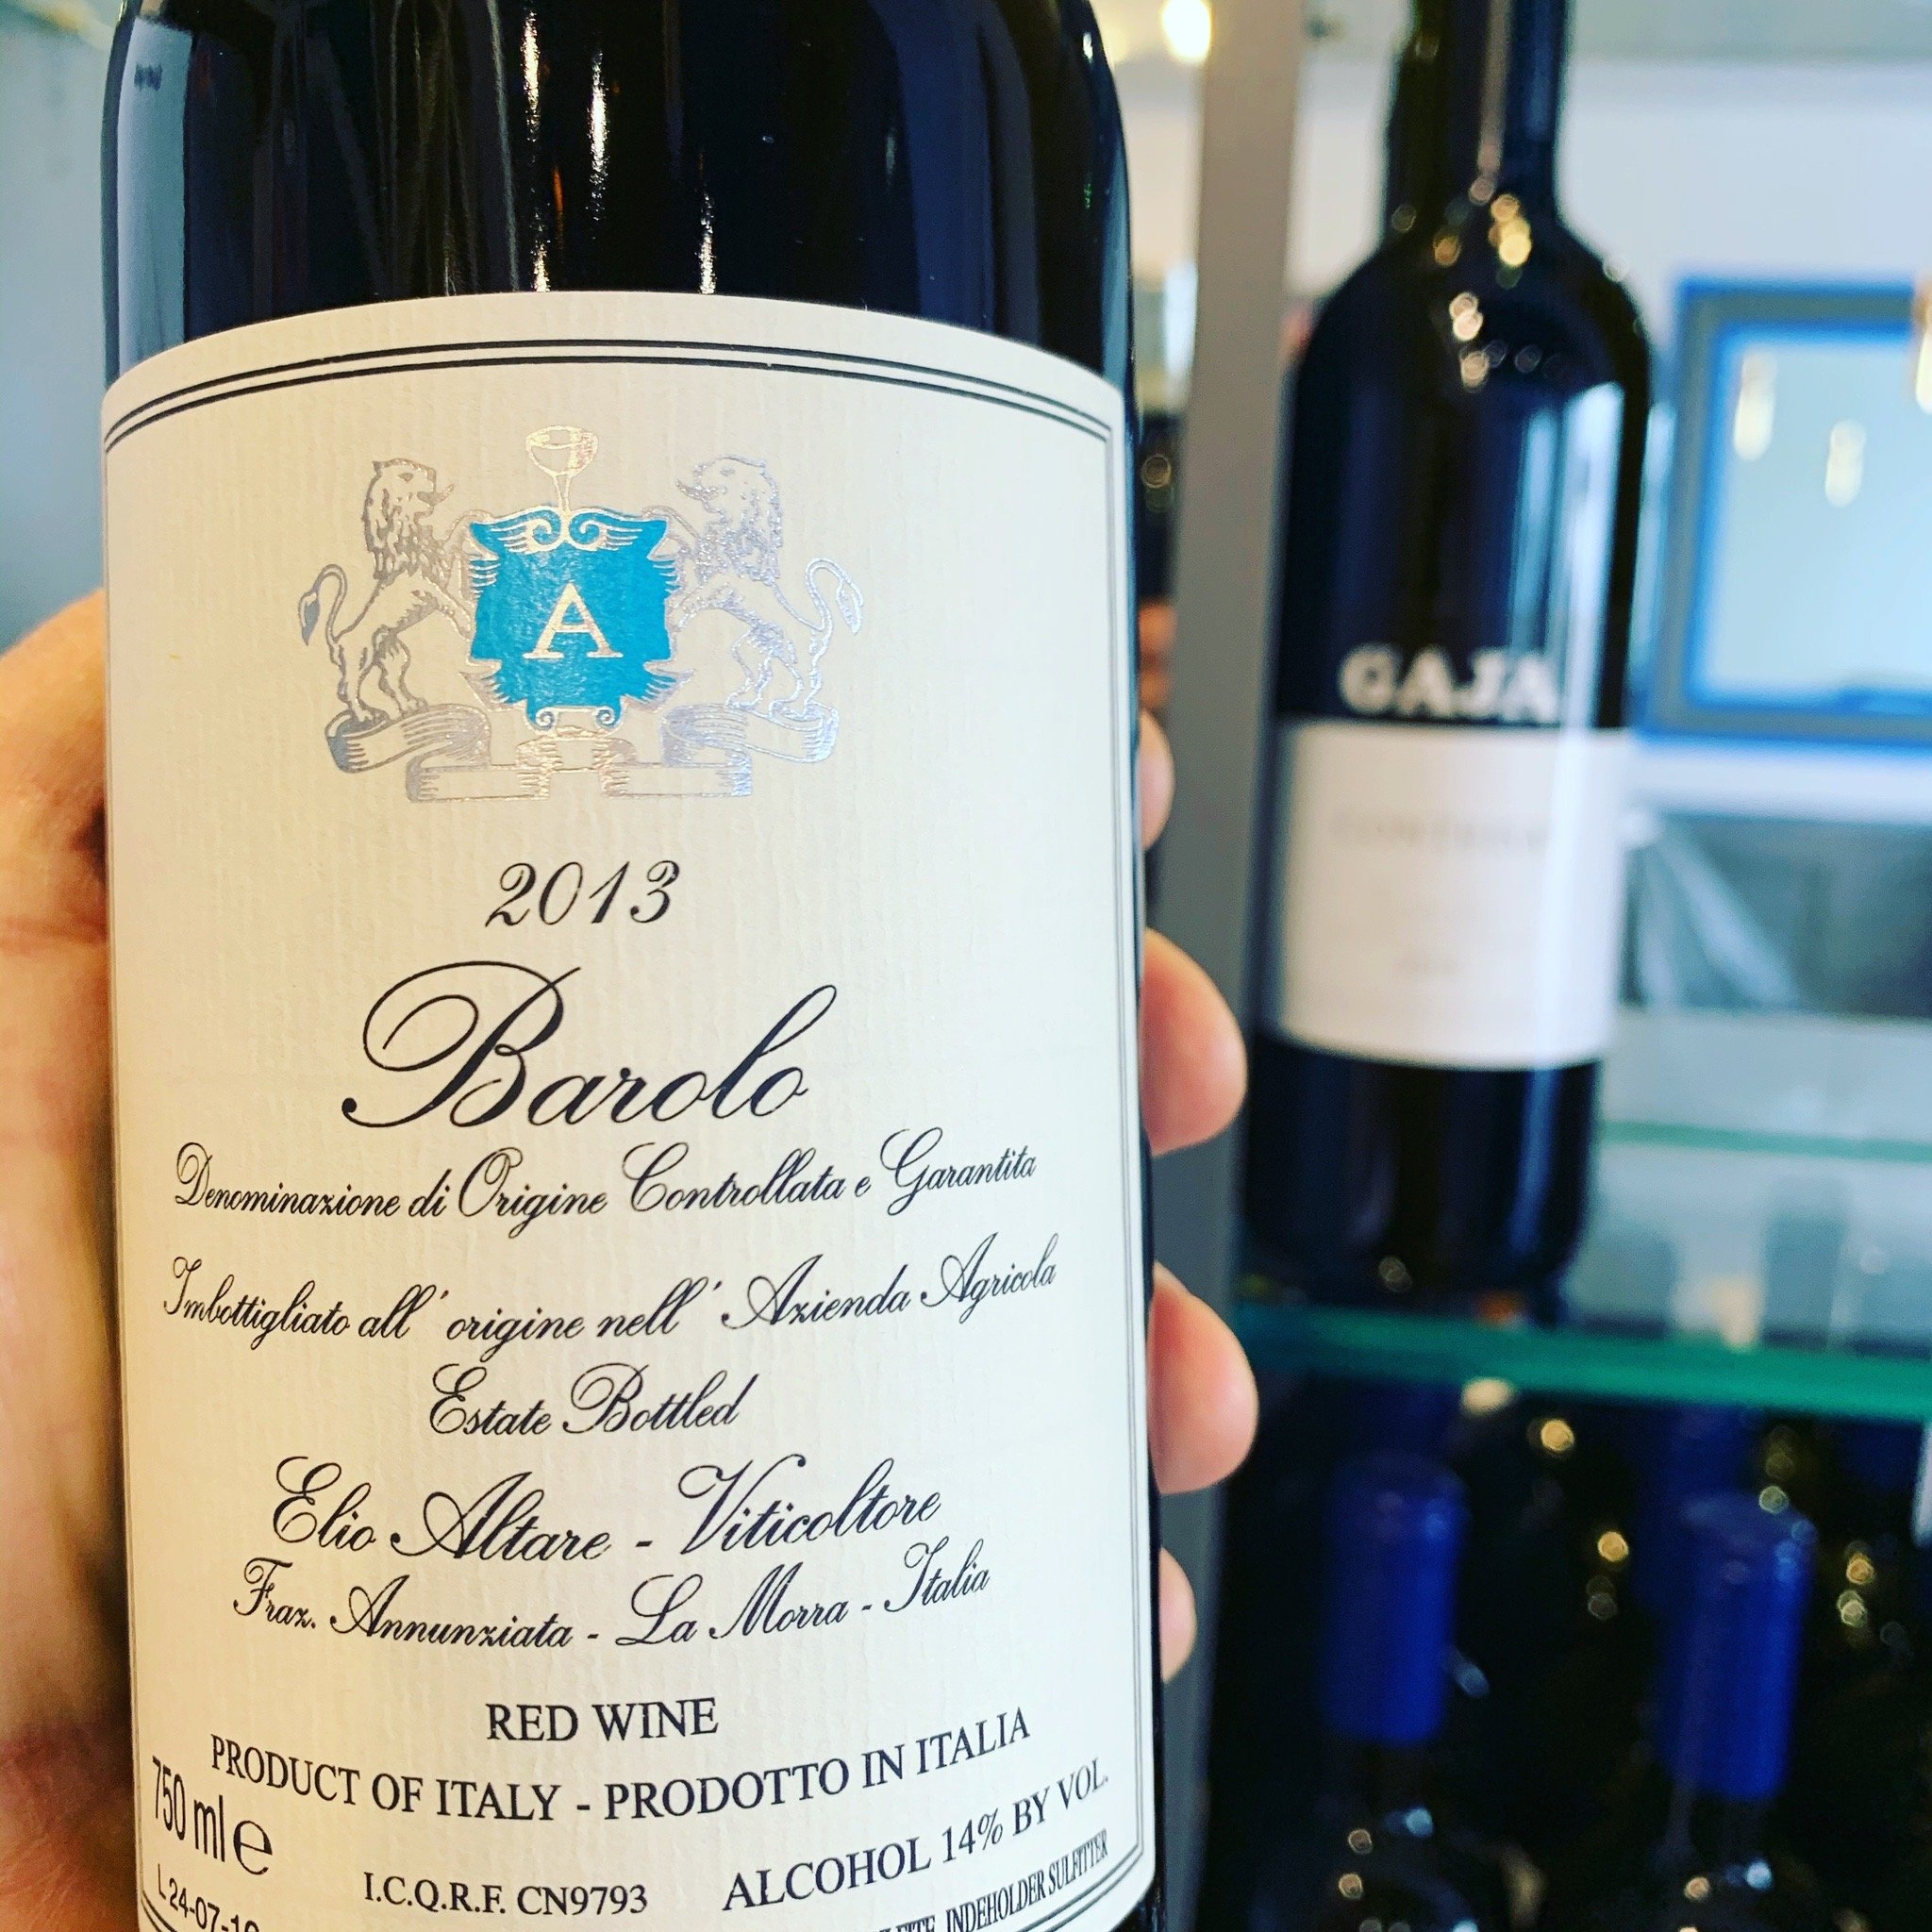 A
2013
Barolo
Denominazione di Origine Controllata e Garantita
Imbottigliato all' origine nell' Azienda Agricola
Estate Bottled
Elio Altare - Viticoltore
Fraz. Annunziata - La Morra - Italia
RED WINE
PRODUCT OF ITALY - PRODOTTO IN ITALIA
750 ml e
I.C.Q.R.F. CN9793
ALCOHOL 14% BY VOL.
INDEHOLDER SULFITTER
GAJA